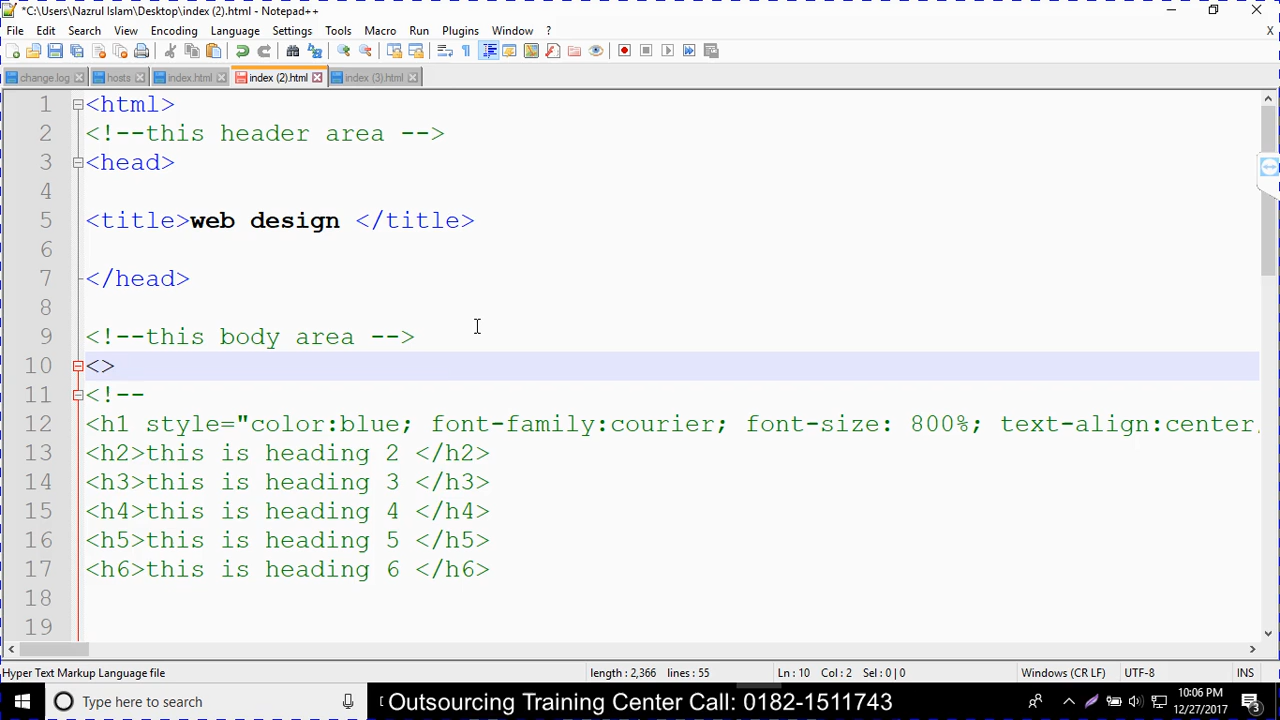 *C:\Users\Nazrul Islam\Desktop\index (2).html - Notepad++
File Edit Search View Encoding Language Settings Tools Macro Run Plugins Window ? X
change.log hosts index.html index (2).html index (3).html
1 <html>
2 <!--this header area -->
3 <head>
4
5 <title>web design </title>
6
7 </head>
8
9 <!--this body area -->
10 <>
11 <!--
12 <h1 style="color:blue; font-family:courier; font-size: 800%; text-align:center
13 <h2>this is heading 2 </h2>
14 <h3>this is heading 3 </h3>
15 <h4>this is heading 4 </h4>
16 <h5>this is heading 5 </h5>
17 <h6>this is heading 6 </h6>
18
19
Hyper Text Markup Language file length : 2,366 lines : 55 Ln : 10 Col : 2 Sel : 0 | 0 Windows (CR LF) UTF-8 INS
Type here to search [ Outsourcing Training Center Call: 0182-1511743 10:06 PM
12/27/2017 3